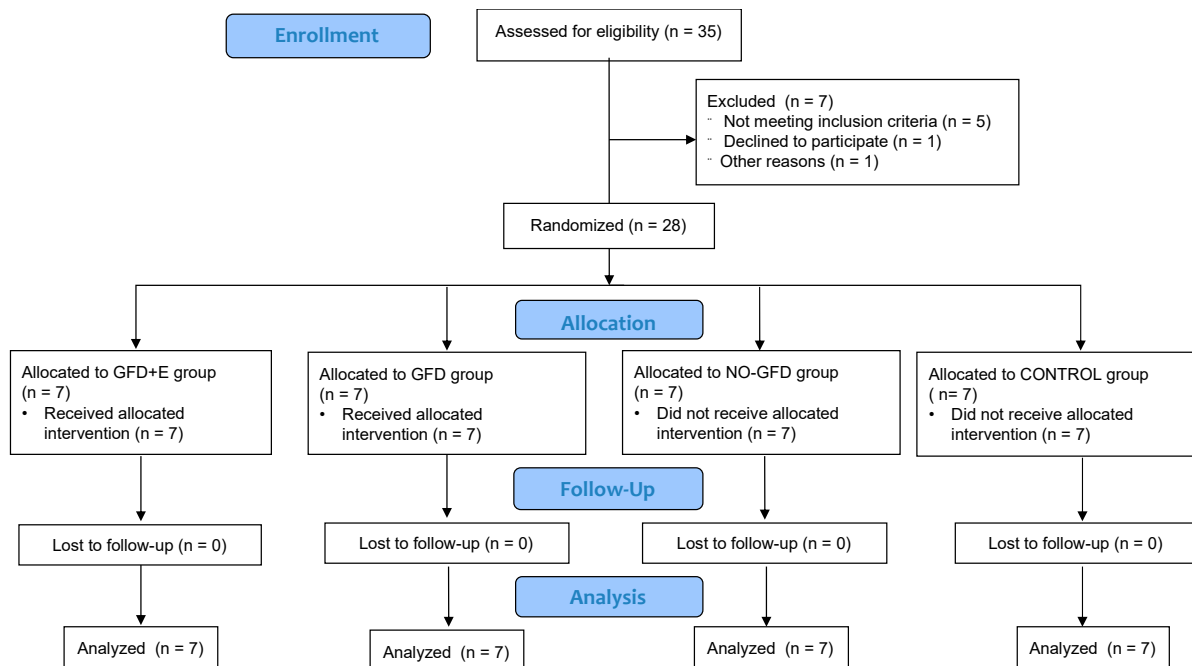 Enrollment
Assessed for eligibility (n = 35)
Excluded (n = 7)
¨ Not meeting inclusion criteria (n = 5)
¨ Declined to participate (n = 1)
¨ Other reasons (n = 1)
Randomized (n = 28)
Allocation
Allocated to GFD+E group
(n = 7)
• Received allocated
intervention (n = 7)
Allocated to GFD group
(n = 7)
• Received allocated
intervention (n = 7)
Allocated to NO-GFD group
(n = 7)
• Did not receive allocated
intervention (n = 7)
Allocated to CONTROL group
( n= 7)
• Did not receive allocated
intervention (n = 7)
Follow-Up
Lost to follow-up (n = 0)
Lost to follow-up (n = 0)
Lost to follow-up (n = 0)
Lost to follow-up (n = 0)
Analysis
Analyzed (n = 7)
Analyzed (n = 7)
Analyzed (n = 7)
Analyzed (n = 7)